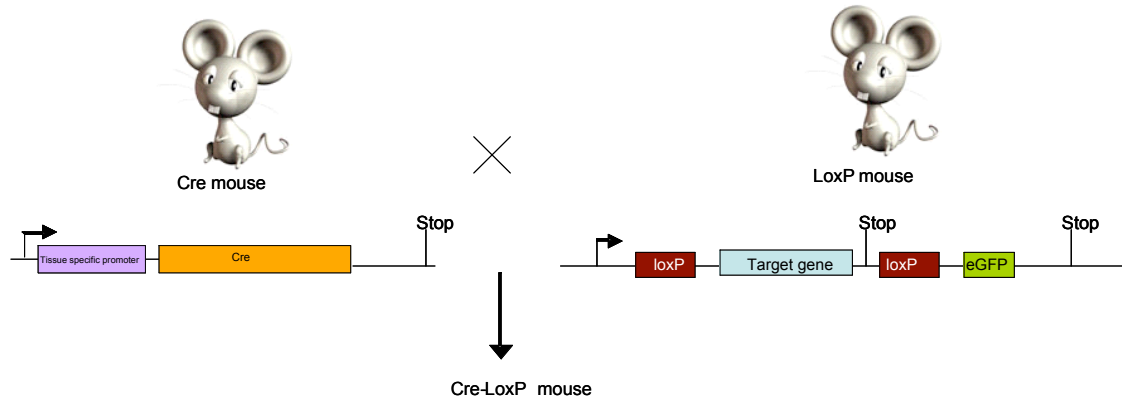 Cre mouse
LoxP mouse
Stop
Stop
Stop
Tissue specific promoter
Cre
loxP
Target gene
loxP
eGFP
Cre-LoxP mouse